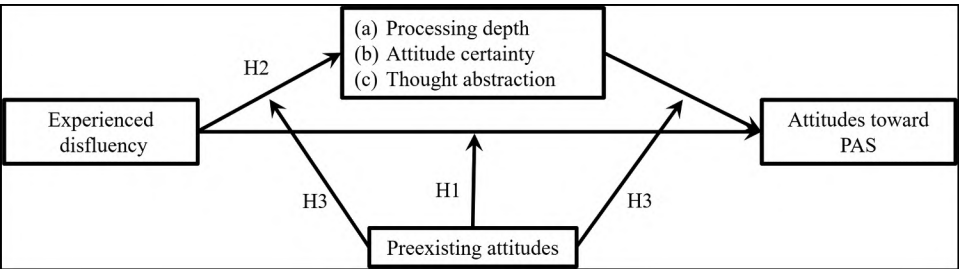 (a) Processing depth
(b) Attitude certainty
(c) Thought abstraction
H2
Experienced
disfluency
Attitudes toward
PAS
H3
H1
H3
Preexisting attitudes